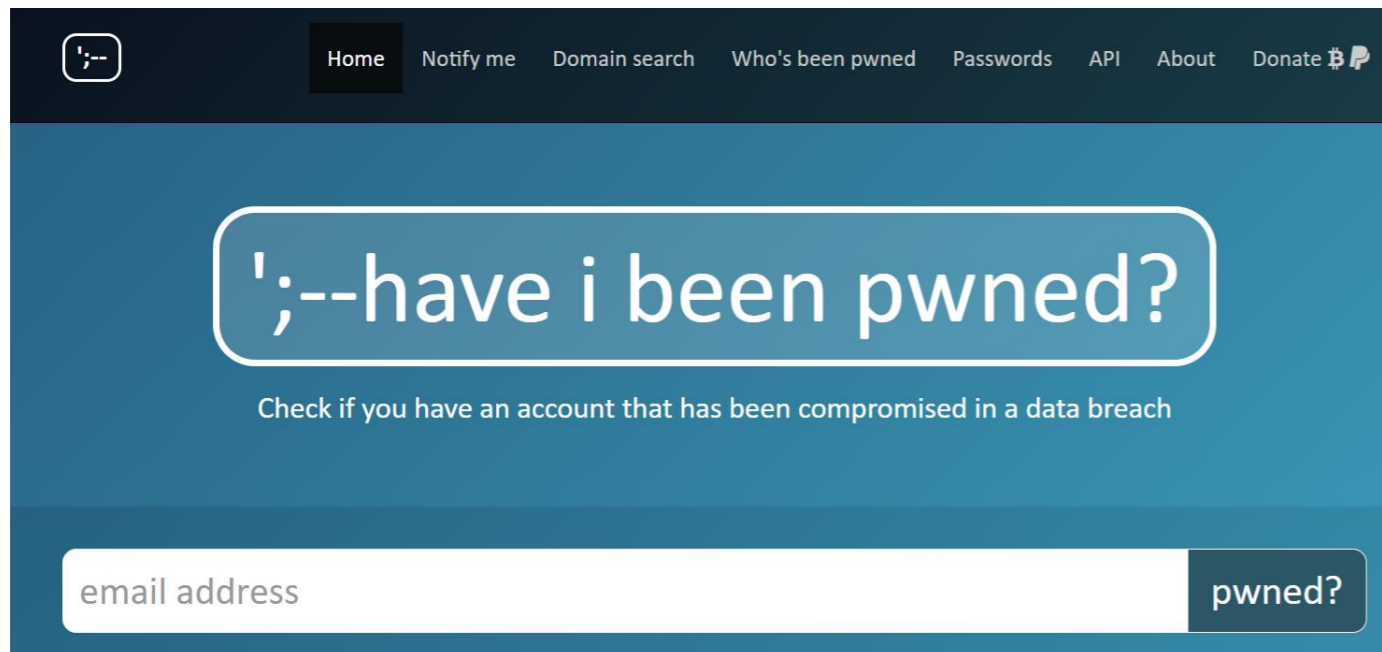 ';--
Home Notify me Domain search Who's been pwned Passwords API About Donate
';--have i been pwned?
Check if you have an account that has been compromised in a data breach
email address pwned?